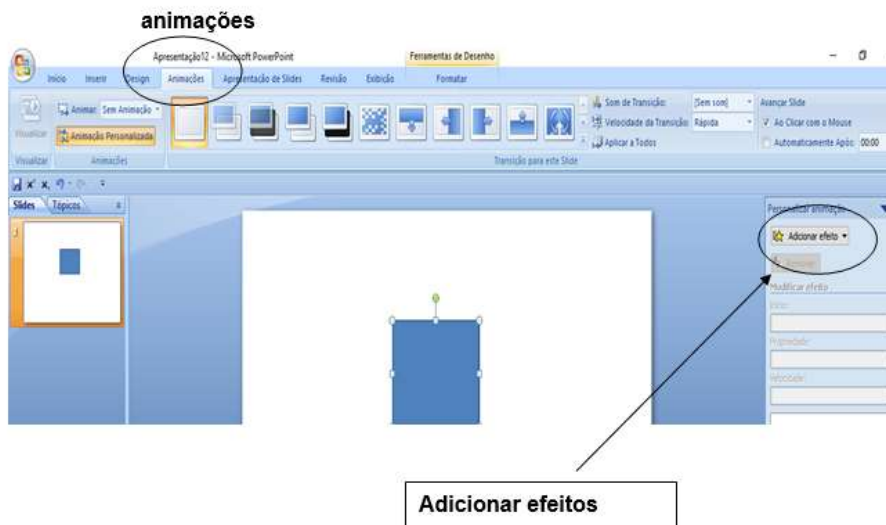 animações
Apresentação12 - Microsoft PowerPoint
Ferramentas de Desenho
Início Inserir Design Animações Apresentação de Slides Revisão Exibição Formatar
Visualizar
Animar: Sem Animação
Animação Personalizada
Som de Transição: [Sem som]
Velocidade da Transição: Rápida
Aplicar a Todos
Avançar Slide
Ao Clicar com o Mouse
Automaticamente Após: 00:00
Visualizar Animações Transição para este Slide
Slides Tópicos
1
Personalizar animação
Adicionar efeito
Modificar efeito
Início:
Propriedade:
Velocidade:
Adicionar efeitos